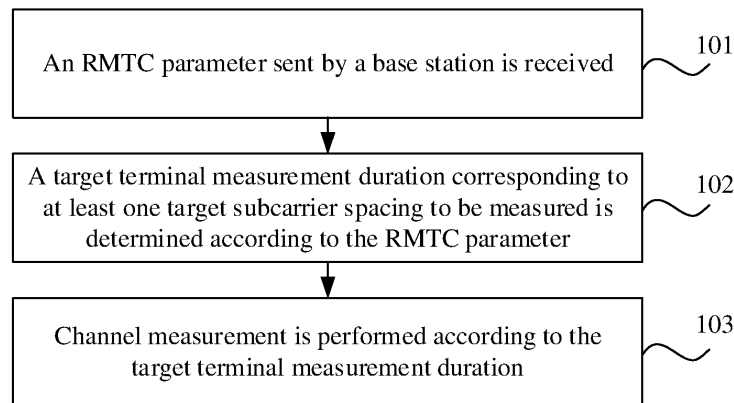 An RMTC parameter sent by a base station is received
101
A target terminal measurement duration corresponding to
at least one target subcarrier spacing to be measured is
determined according to the RMTC parameter
102
Channel measurement is performed according to the
target terminal measurement duration
103